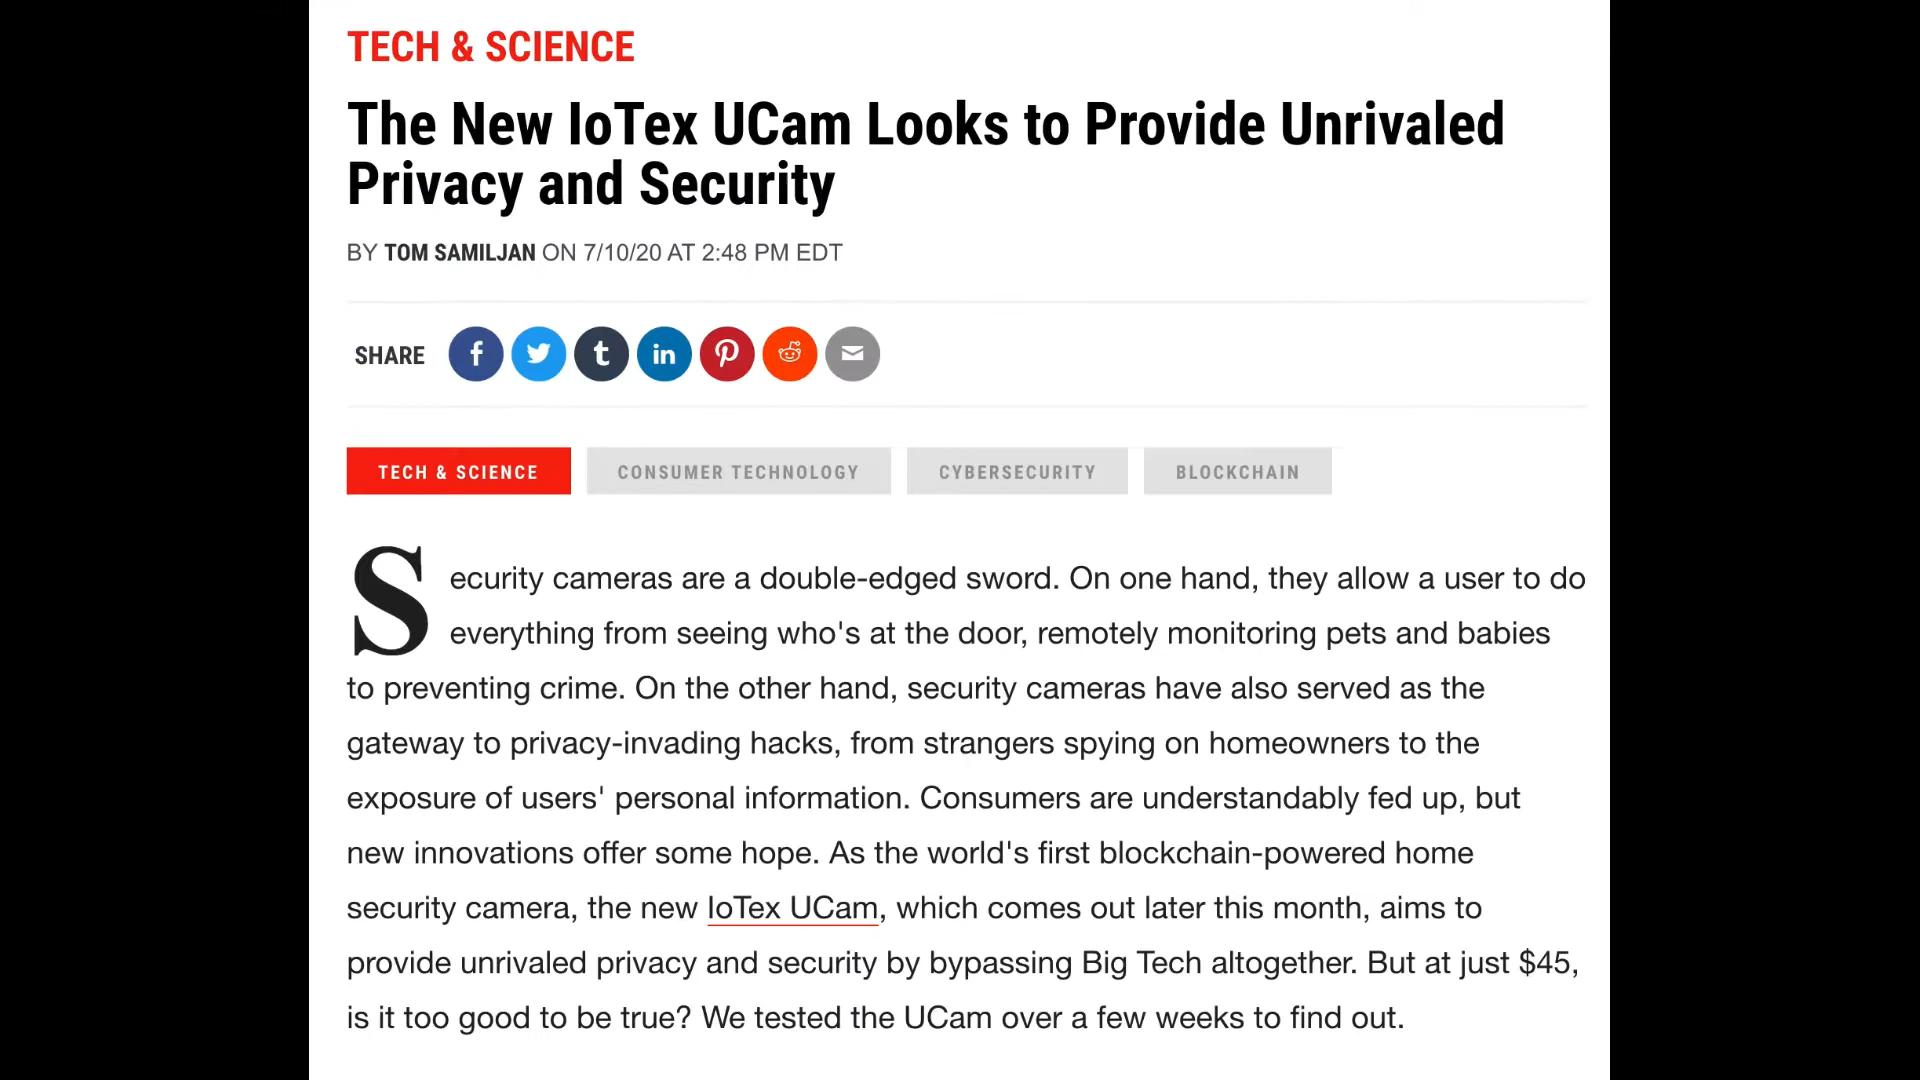 TECH & SCIENCE
The New IoTex UCam Looks to Provide Unrivaled
Privacy and Security
BY TOM SAMILJAN ON 7/10/20 AT 2:48 PM EDT
SHARE f t in
TECH & SCIENCE CONSUMER TECHNOLOGY CYBERSECURITY BLOCKCHAIN
Security cameras are a double-edged sword. On one hand, they allow a user to do
everything from seeing who's at the door, remotely monitoring pets and babies
to preventing crime. On the other hand, security cameras have also served as the
gateway to privacy-invading hacks, from strangers spying on homeowners to the
exposure of users' personal information. Consumers are understandably fed up, but
new innovations offer some hope. As the world's first blockchain-powered home
security camera, the new IoTex UCam, which comes out later this month, aims to
provide unrivaled privacy and security by bypassing Big Tech altogether. But at just $45,
is it too good to be true? We tested the UCam over a few weeks to find out.